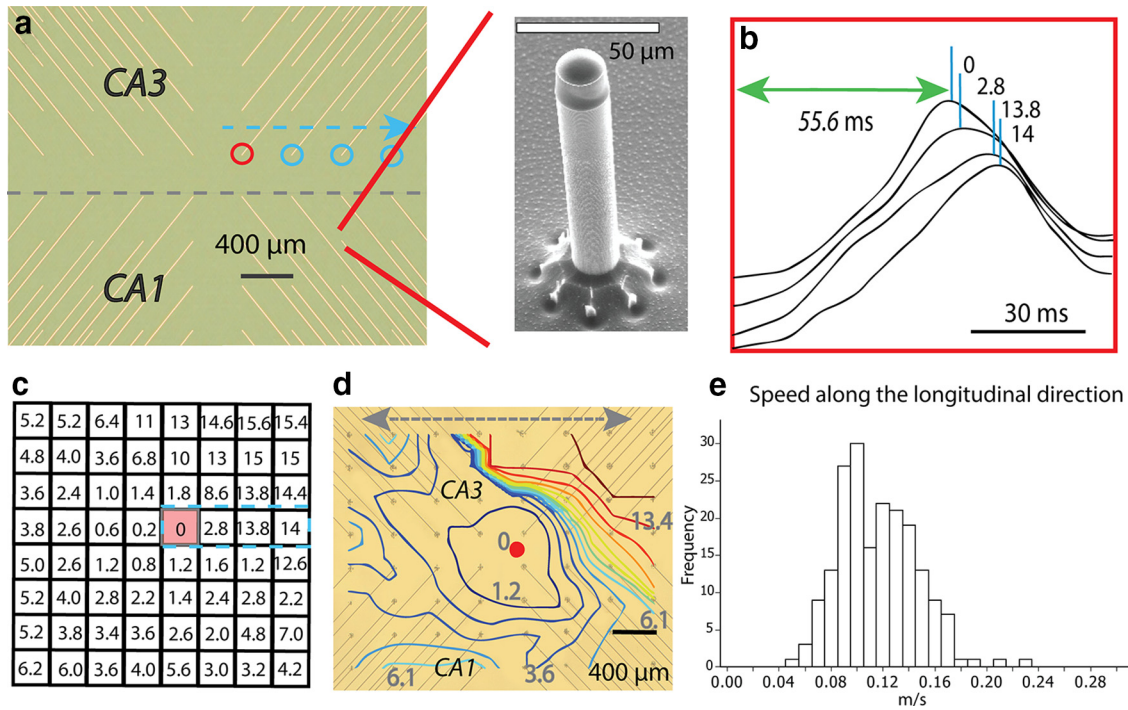 a
CA3
400 µm
CA1
50 µm
b
55.6 ms
0
2.8
13.8
14
30 ms
c
5.2 5.2 6.4 11 13 14.6 15.6 15.4
4.8 4.0 3.6 6.8 10 13 15 15
3.6 2.4 1.0 1.4 1.8 8.6 13.8 14.4
3.8 2.6 0.6 0.2 0 2.8 13.8 14
5.0 2.6 1.2 0.8 1.2 1.6 1.2 12.6
5.2 4.0 2.8 2.2 1.4 2.4 2.8 2.2
5.2 3.8 3.4 3.6 2.6 2.0 4.8 7.0
6.2 6.0 3.6 4.0 5.6 3.0 3.2 4.2
d
CA3
0
13.4
1.2
6.1
CA1
400 µm
6.1
3.6
e
Speed along the longitudinal direction
Frequency
30
20
10
0
0.00 0.04 0.08 0.12 0.16 0.20 0.24 0.28
m/s